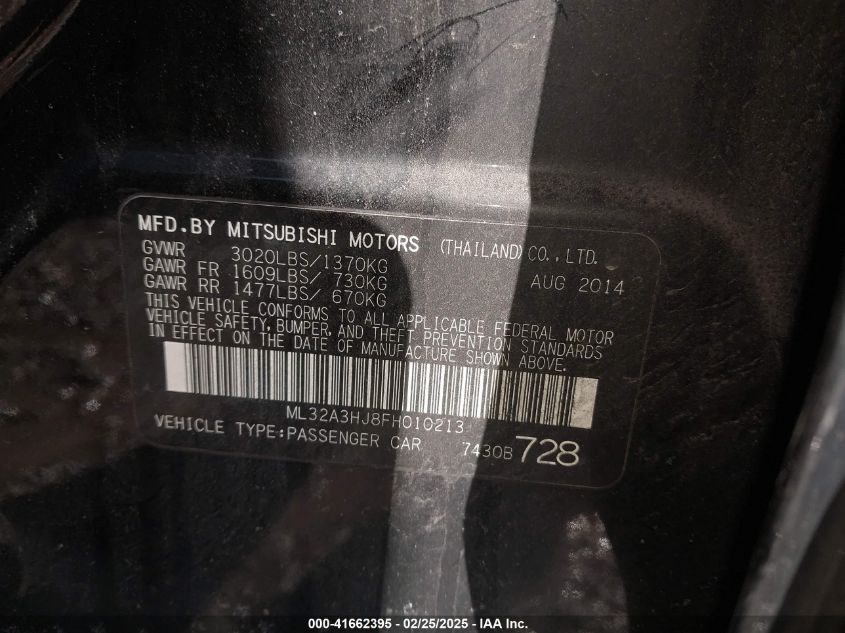 MFD.BY MITSUBISHI MOTORS (THAILAND) CO.,LTD.
GVWR 3020LBS/1370KG
GAWR FR 1609LBS/ 730KG AUG 2014
GAWR RR 1477LBS/ 670KG
THIS VEHICLE CONFORMS TO ALL APPLICABLE FEDERAL MOTOR
VEHICLE SAFETY, BUMPER, AND THEFT PREVENTION STANDARDS
IN EFFECT ON THE DATE OF MANUFACTURE SHOWN ABOVE.
ML32A3HJ8FH010213
VEHICLE TYPE:PASSENGER CAR 7430B 728
000-41662395 - 02/25/2025 - IAA Inc.